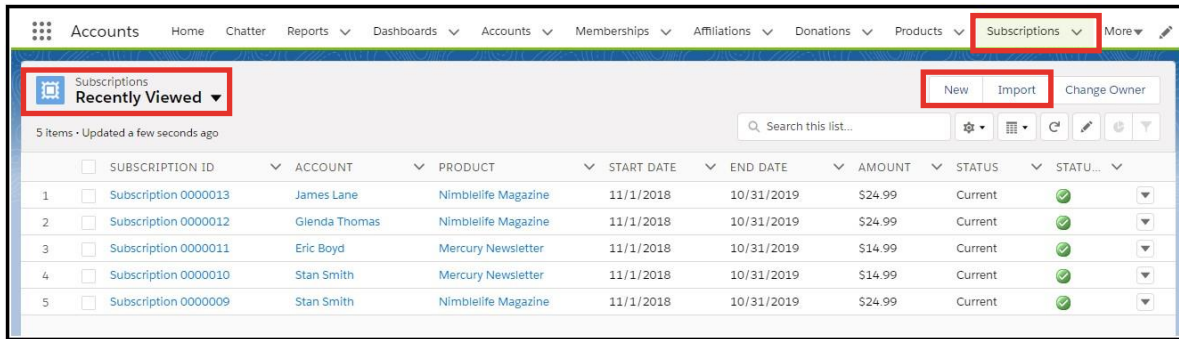 Accounts Home Chatter Reports Dashboards Accounts Memberships Affiliations Donations Products Subscriptions More
Subscriptions
Recently Viewed
New Import Change Owner
5 items • Updated a few seconds ago
Search this list...
SUBSCRIPTION ID ACCOUNT PRODUCT START DATE END DATE AMOUNT STATUS STATU...
1 Subscription 0000013 James Lane Nimblelife Magazine 11/1/2018 10/31/2019 $24.99 Current
2 Subscription 0000012 Glenda Thomas Nimblelife Magazine 11/1/2018 10/31/2019 $24.99 Current
3 Subscription 0000011 Eric Boyd Mercury Newsletter 11/1/2018 10/31/2019 $14.99 Current
4 Subscription 0000010 Stan Smith Mercury Newsletter 11/1/2018 10/31/2019 $14.99 Current
5 Subscription 0000009 Stan Smith Nimblelife Magazine 11/1/2018 10/31/2019 $24.99 Current